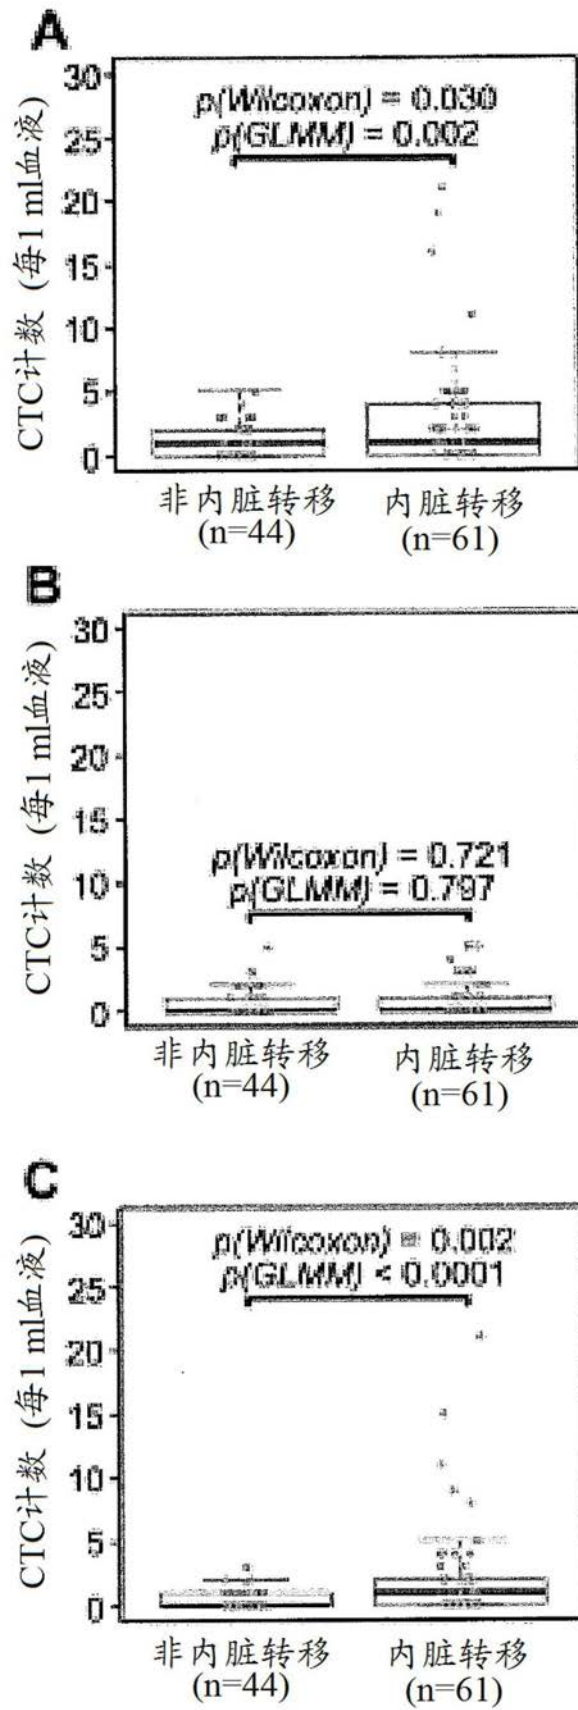 A
CTC计数 (每1 ml血液)
30
25
20
15
10
5
0
p(Wilcoxon) = 0.030
p(GLMM) = 0.002
非内脏转移
(n=44)
内脏转移
(n=61)
B
CTC计数 (每1 ml血液)
30
25
20
15
10
5
0
p(Wilcoxon) = 0.721
p(GLMM) = 0.797
非内脏转移
(n=44)
内脏转移
(n=61)
C
CTC计数 (每1 ml血液)
30
25
20
15
10
5
0
p(Wilcoxon) = 0.002
p(GLMM) < 0.0001
非内脏转移
(n=44)
内脏转移
(n=61)